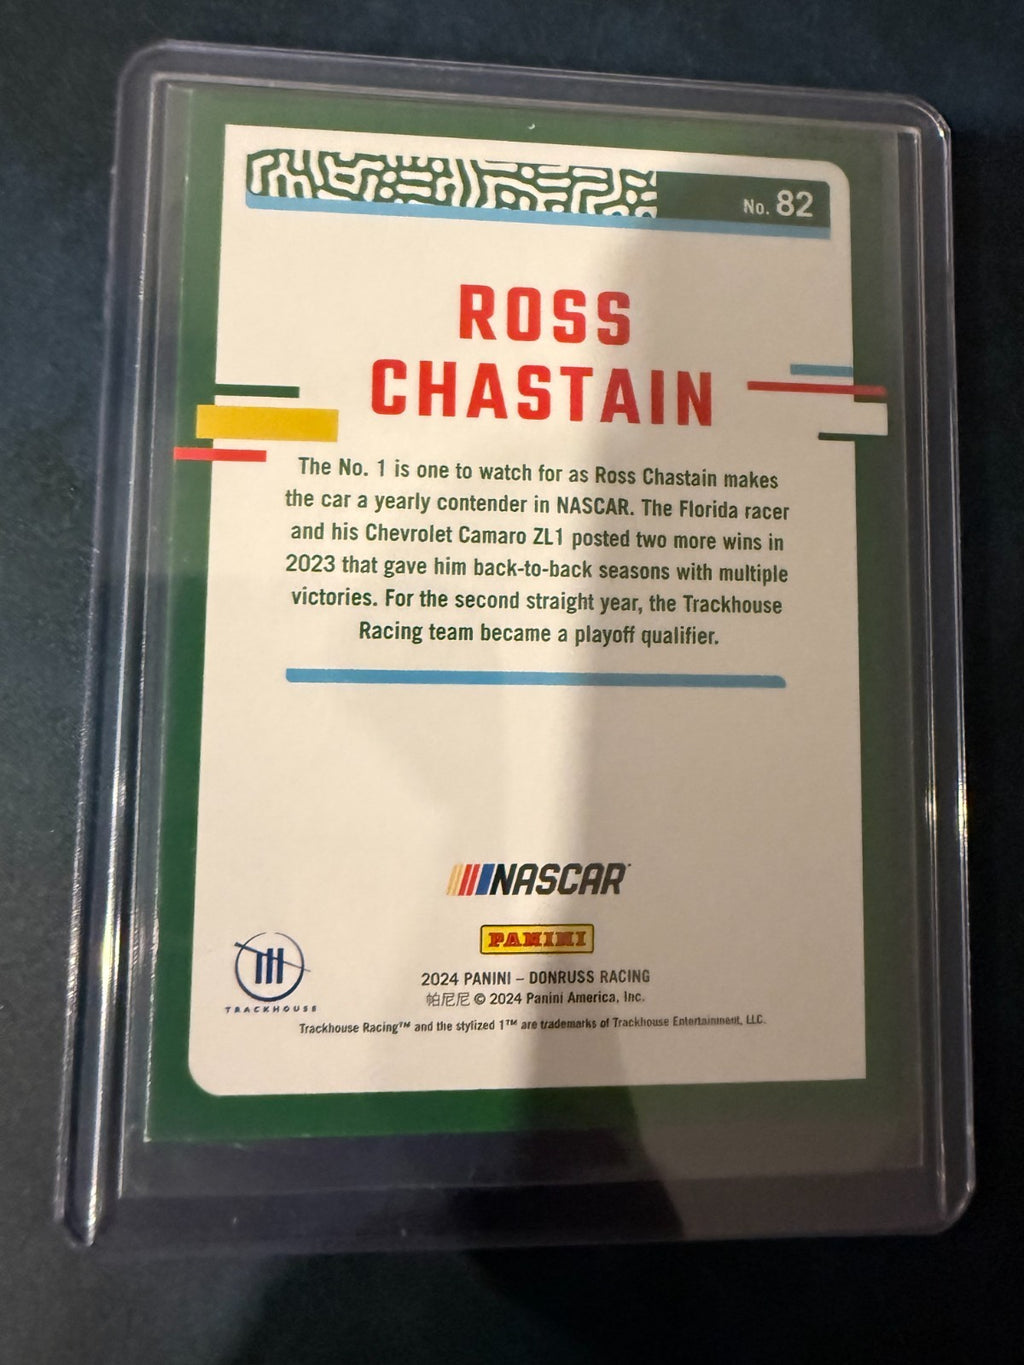 No. 82
ROSS
CHASTAIN
The No. 1 is one to watch for as Ross Chastain makes
the car a yearly contender in NASCAR. The Florida racer
and his Chevrolet Camaro ZL1 posted two more wins in
2023 that gave him back-to-back seasons with multiple
victories. For the second straight year, the Trackhouse
Racing team became a playoff qualifier.
NASCAR
PANINI
TRACKHOUSE
2024 PANINI – DONRUSS RACING
帕尼尼 © 2024 Panini America, Inc.
Trackhouse Racing™ and the stylized 1™ are trademarks of Trackhouse Entertainment, LLC.